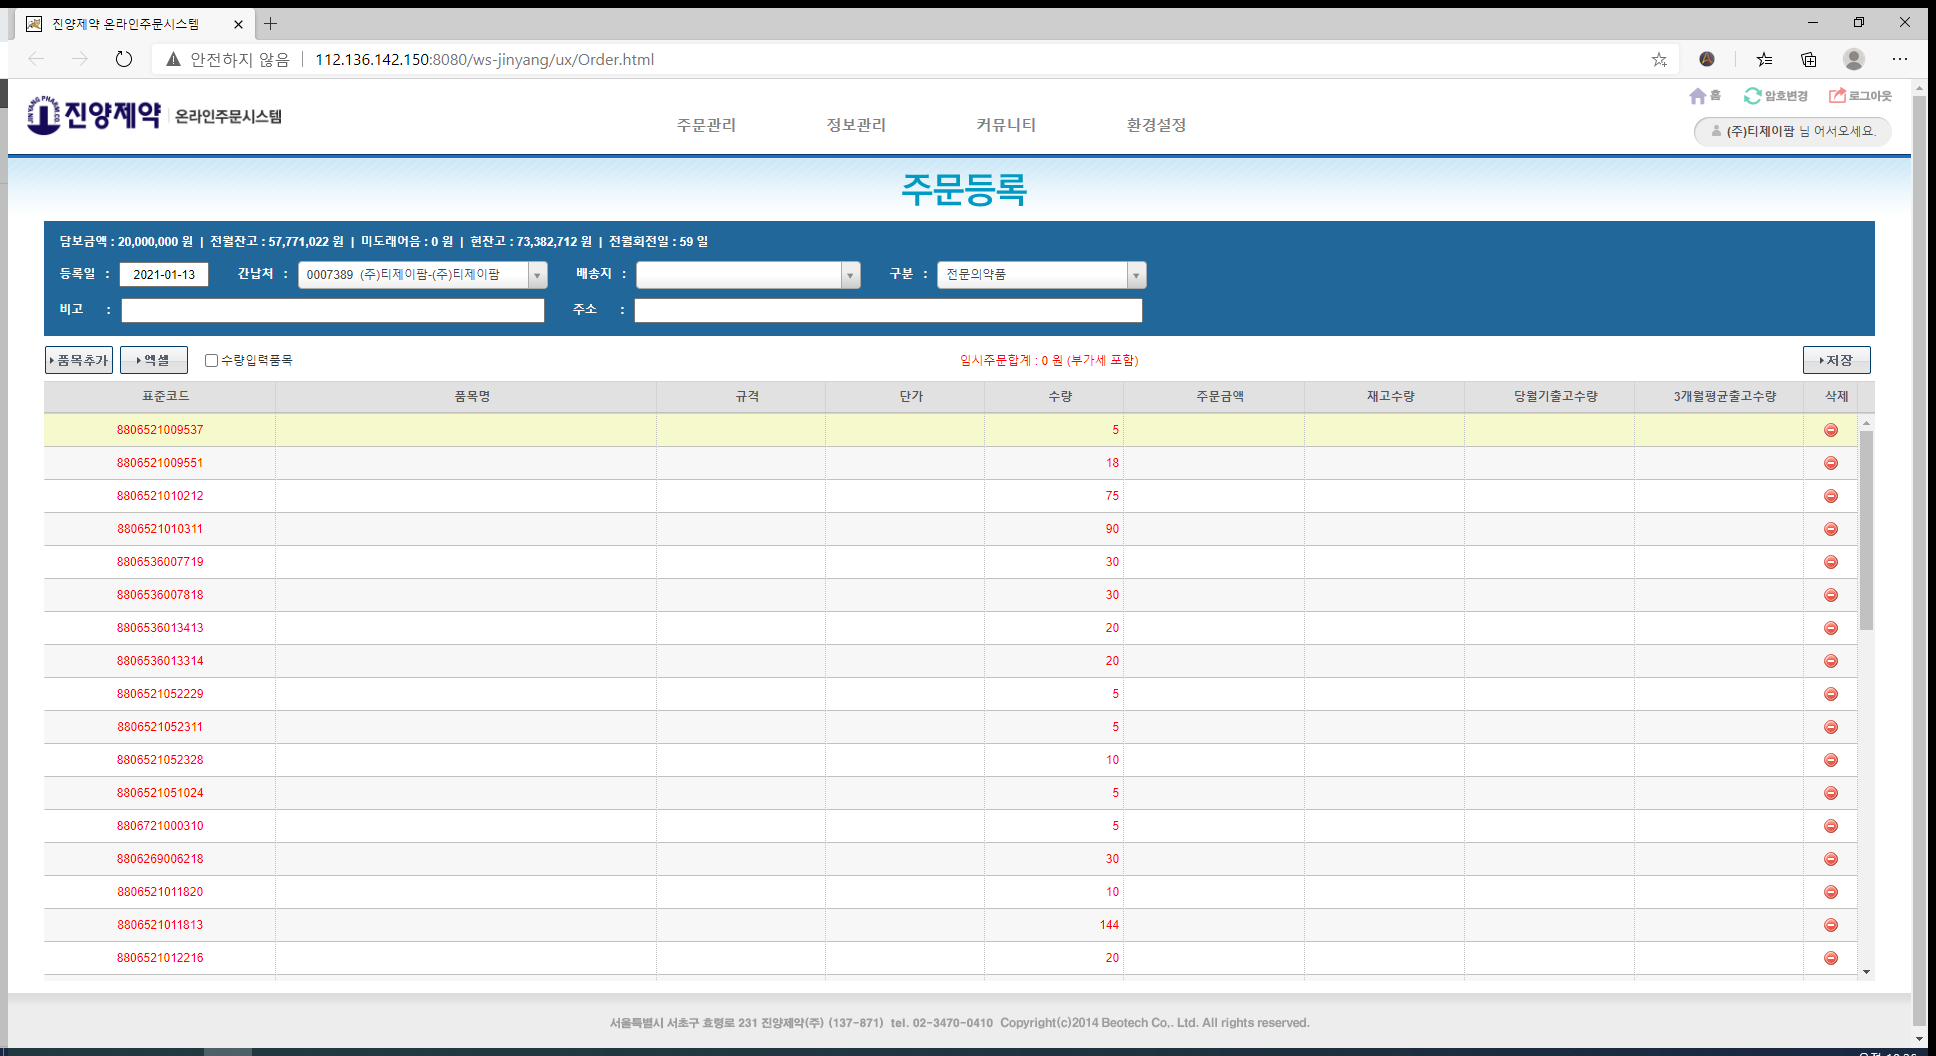 진양제약 온라인주문시스템
안전하지 않음 112.136.142.150:8080/ws-jinyang/ux/Order.html
홈 암호변경 로그아웃
JINYANG PHARM.CO 진양제약 온라인주문시스템
주문관리 정보관리 커뮤니티 환경설정
(주)티제이팜 님 어서오세요.
주문등록
담보금액 : 20,000,000 원 | 전월잔고 : 57,771,022 원 | 미도래어음 : 0 원 | 현잔고 : 73,382,712 원 | 전월회전일 : 59 일
등록일 : 2021-01-13 간납처 : 0007389 (주)티제이팜-(주)티제이팜 배송지 : 구분 : 전문의약품
비고 : 주소 :
품목추가 엑셀 수량입력품목 임시주문합계 : 0 원 (부가세 포함) 저장
표준코드 품목명 규격 단가 수량 주문금액 재고수량 당월기출고수량 3개월평균출고수량 삭제
8806521009537 5
8806521009551 18
8806521010212 75
8806521010311 90
8806536007719 30
8806536007818 30
8806536013413 20
8806536013314 20
8806521052229 5
8806521052311 5
8806521052328 10
8806521051024 5
8806721000310 5
8806269006218 30
8806521011820 10
8806521011813 144
8806521012216 20
서울특별시 서초구 효령로 231 진양제약(주) (137-871) tel. 02-3470-0410 Copyright(c)2014 Beotech Co,. Ltd. All rights reserved.